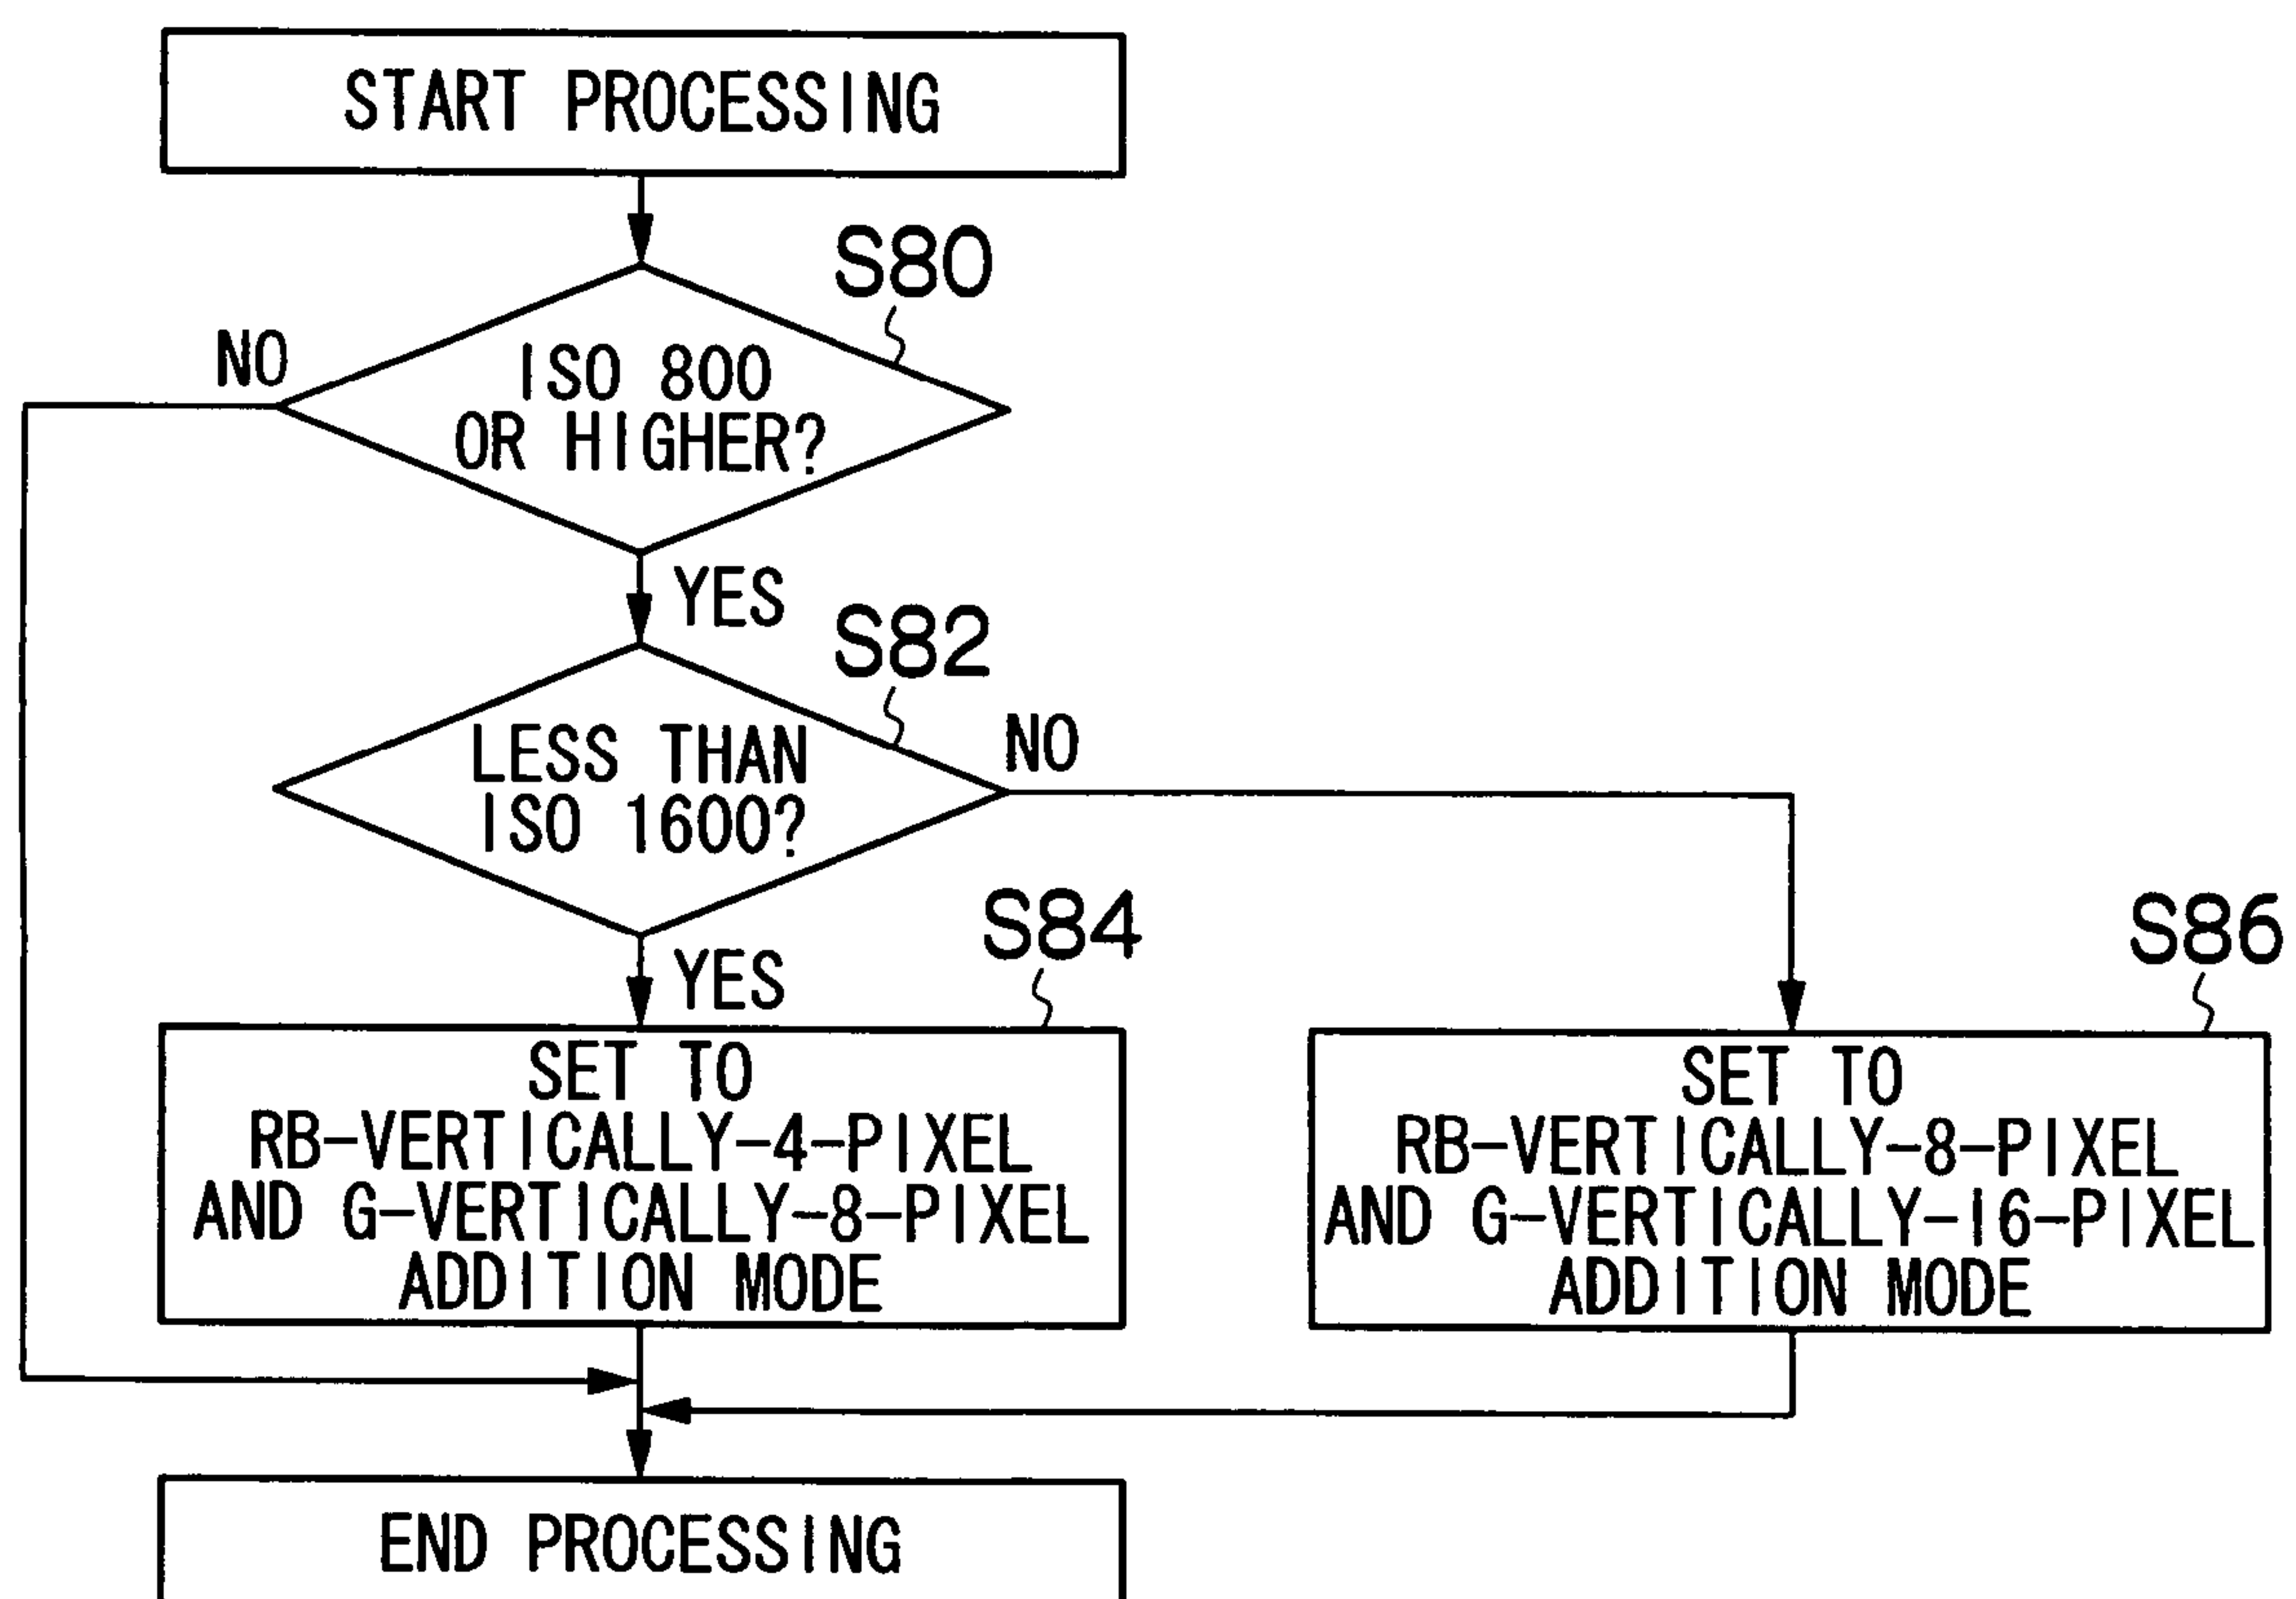 START PROCESSING
S80
NO
ISO 800
OR HIGHER?
YES
S82
NO
LESS THAN
ISO 1600?
YES
S84
SET TO
RB-VERTICALLY-4-PIXEL
AND G-VERTICALLY-8-PIXEL
ADDITION MODE
S86
SET TO
RB-VERTICALLY-8-PIXEL
AND G-VERTICALLY-16-PIXEL
ADDITION MODE
END PROCESSING